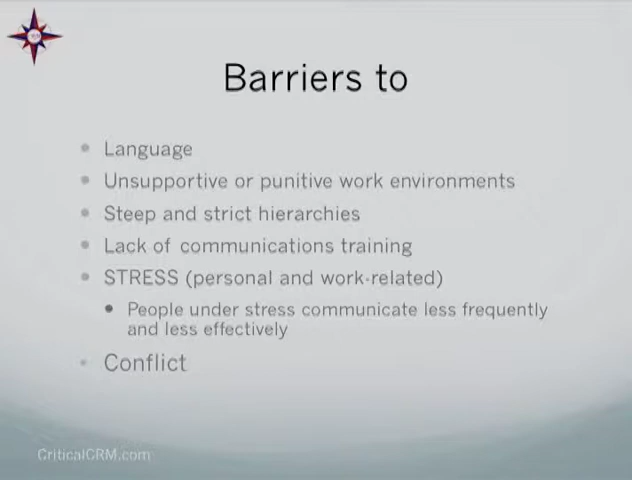 Barriers to
Language
Unsupportive or punitive work environments
Steep and strict hierarchies
Lack of communications training
STRESS (personal and work-related)
People under stress communicate less frequently
and less effectively
Conflict
CriticalCRM.com